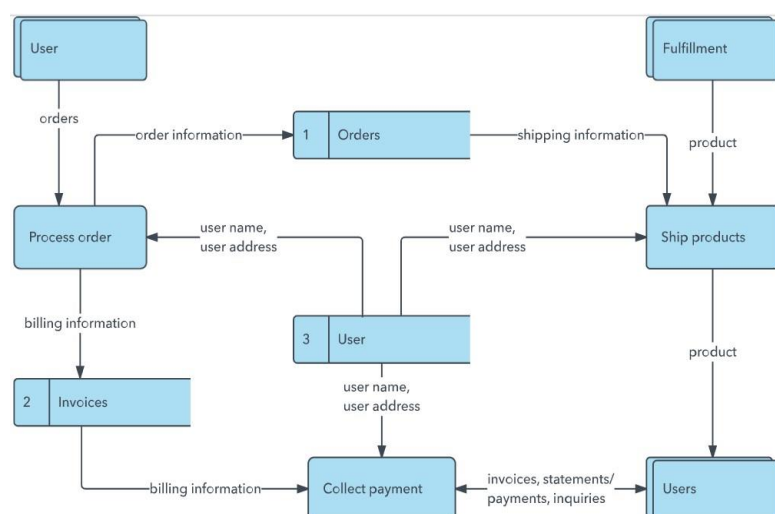 User
Fulfillment
orders
order information
1 Orders
shipping information
product
Process order
user name,
user address
user name,
user address
Ship products
billing information
3 User
product
2 Invoices
user name,
user address
billing information
Collect payment
invoices, statements/
payments, inquiries
Users